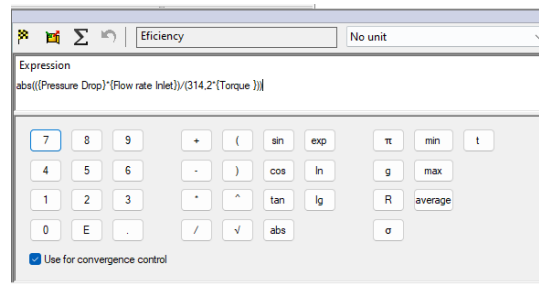 Eficiency No unit
Expression
abs(({Pressure Drop}*{Flow rate Inlet})/(314,2*{Torque }))
7 8 9 + ( sin exp π min t
4 5 6 - ) cos ln g max
1 2 3 * ^ tan lg R average
0 E . / √ abs σ
Use for convergence control